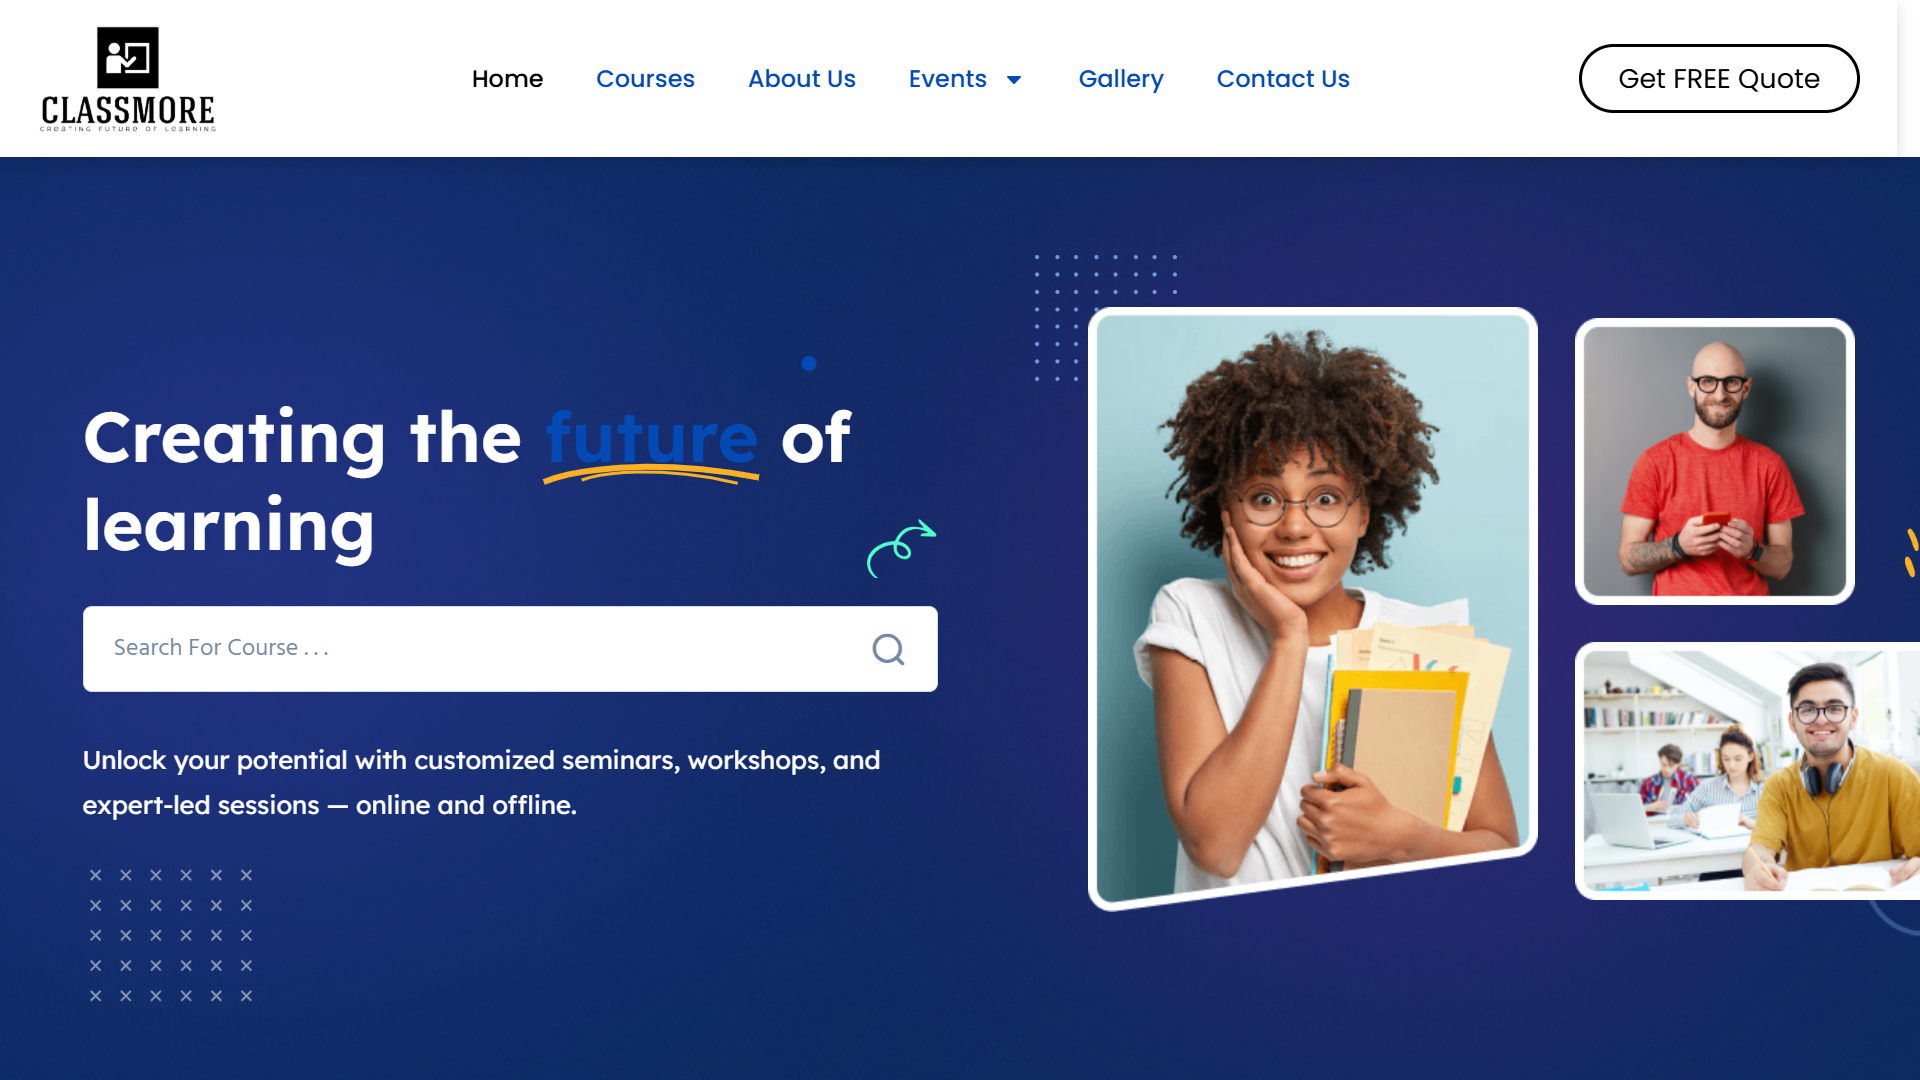 CLASSMORE
CREATING FUTURE OF LEARNING
Home
Courses
About Us
Events
Gallery
Contact Us
Get FREE Quote
Creating the future of
learning
Search For Course . . .
Unlock your potential with customized seminars, workshops, and
expert-led sessions — online and offline.